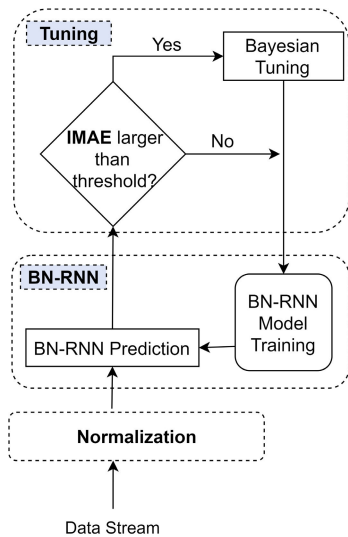 Tuning
Yes
Bayesian
Tuning
IMAE larger
than
threshold?
No
BN-RNN
BN-RNN
Model
Training
BN-RNN Prediction
Normalization
Data Stream